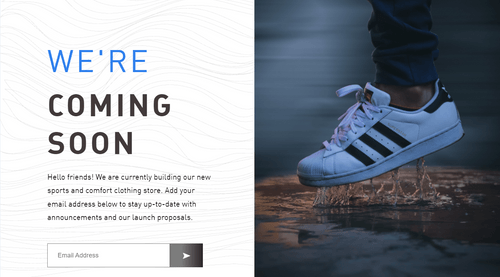 WE'RE
COMING
SOON
Hello friends! We are currently building our new
sports and comfort clothing store. Add your
email address below to stay up-to-date with
announcements and our launch proposals.
Email Address